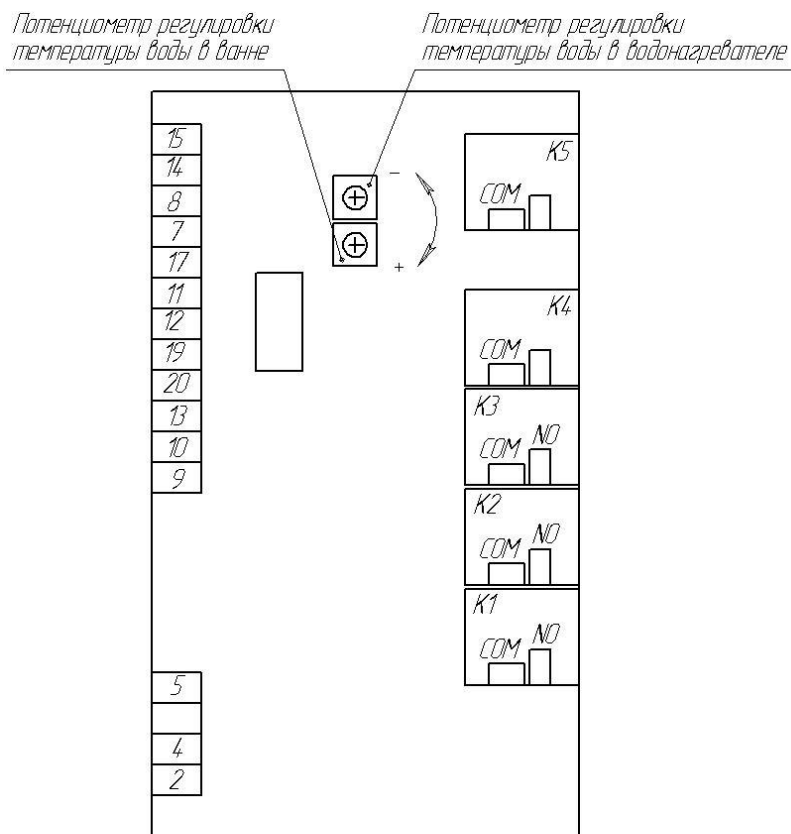 Потенциометр регулировки
температуры воды в ванне
Потенциометр регулировки
температуры воды в водонагревателе
15
14
8
7
17
11
12
19
20
13
10
9
5
4
2
−
+
K5
COM
K4
COM
K3
COM NO
K2
COM NO
K1
COM NO